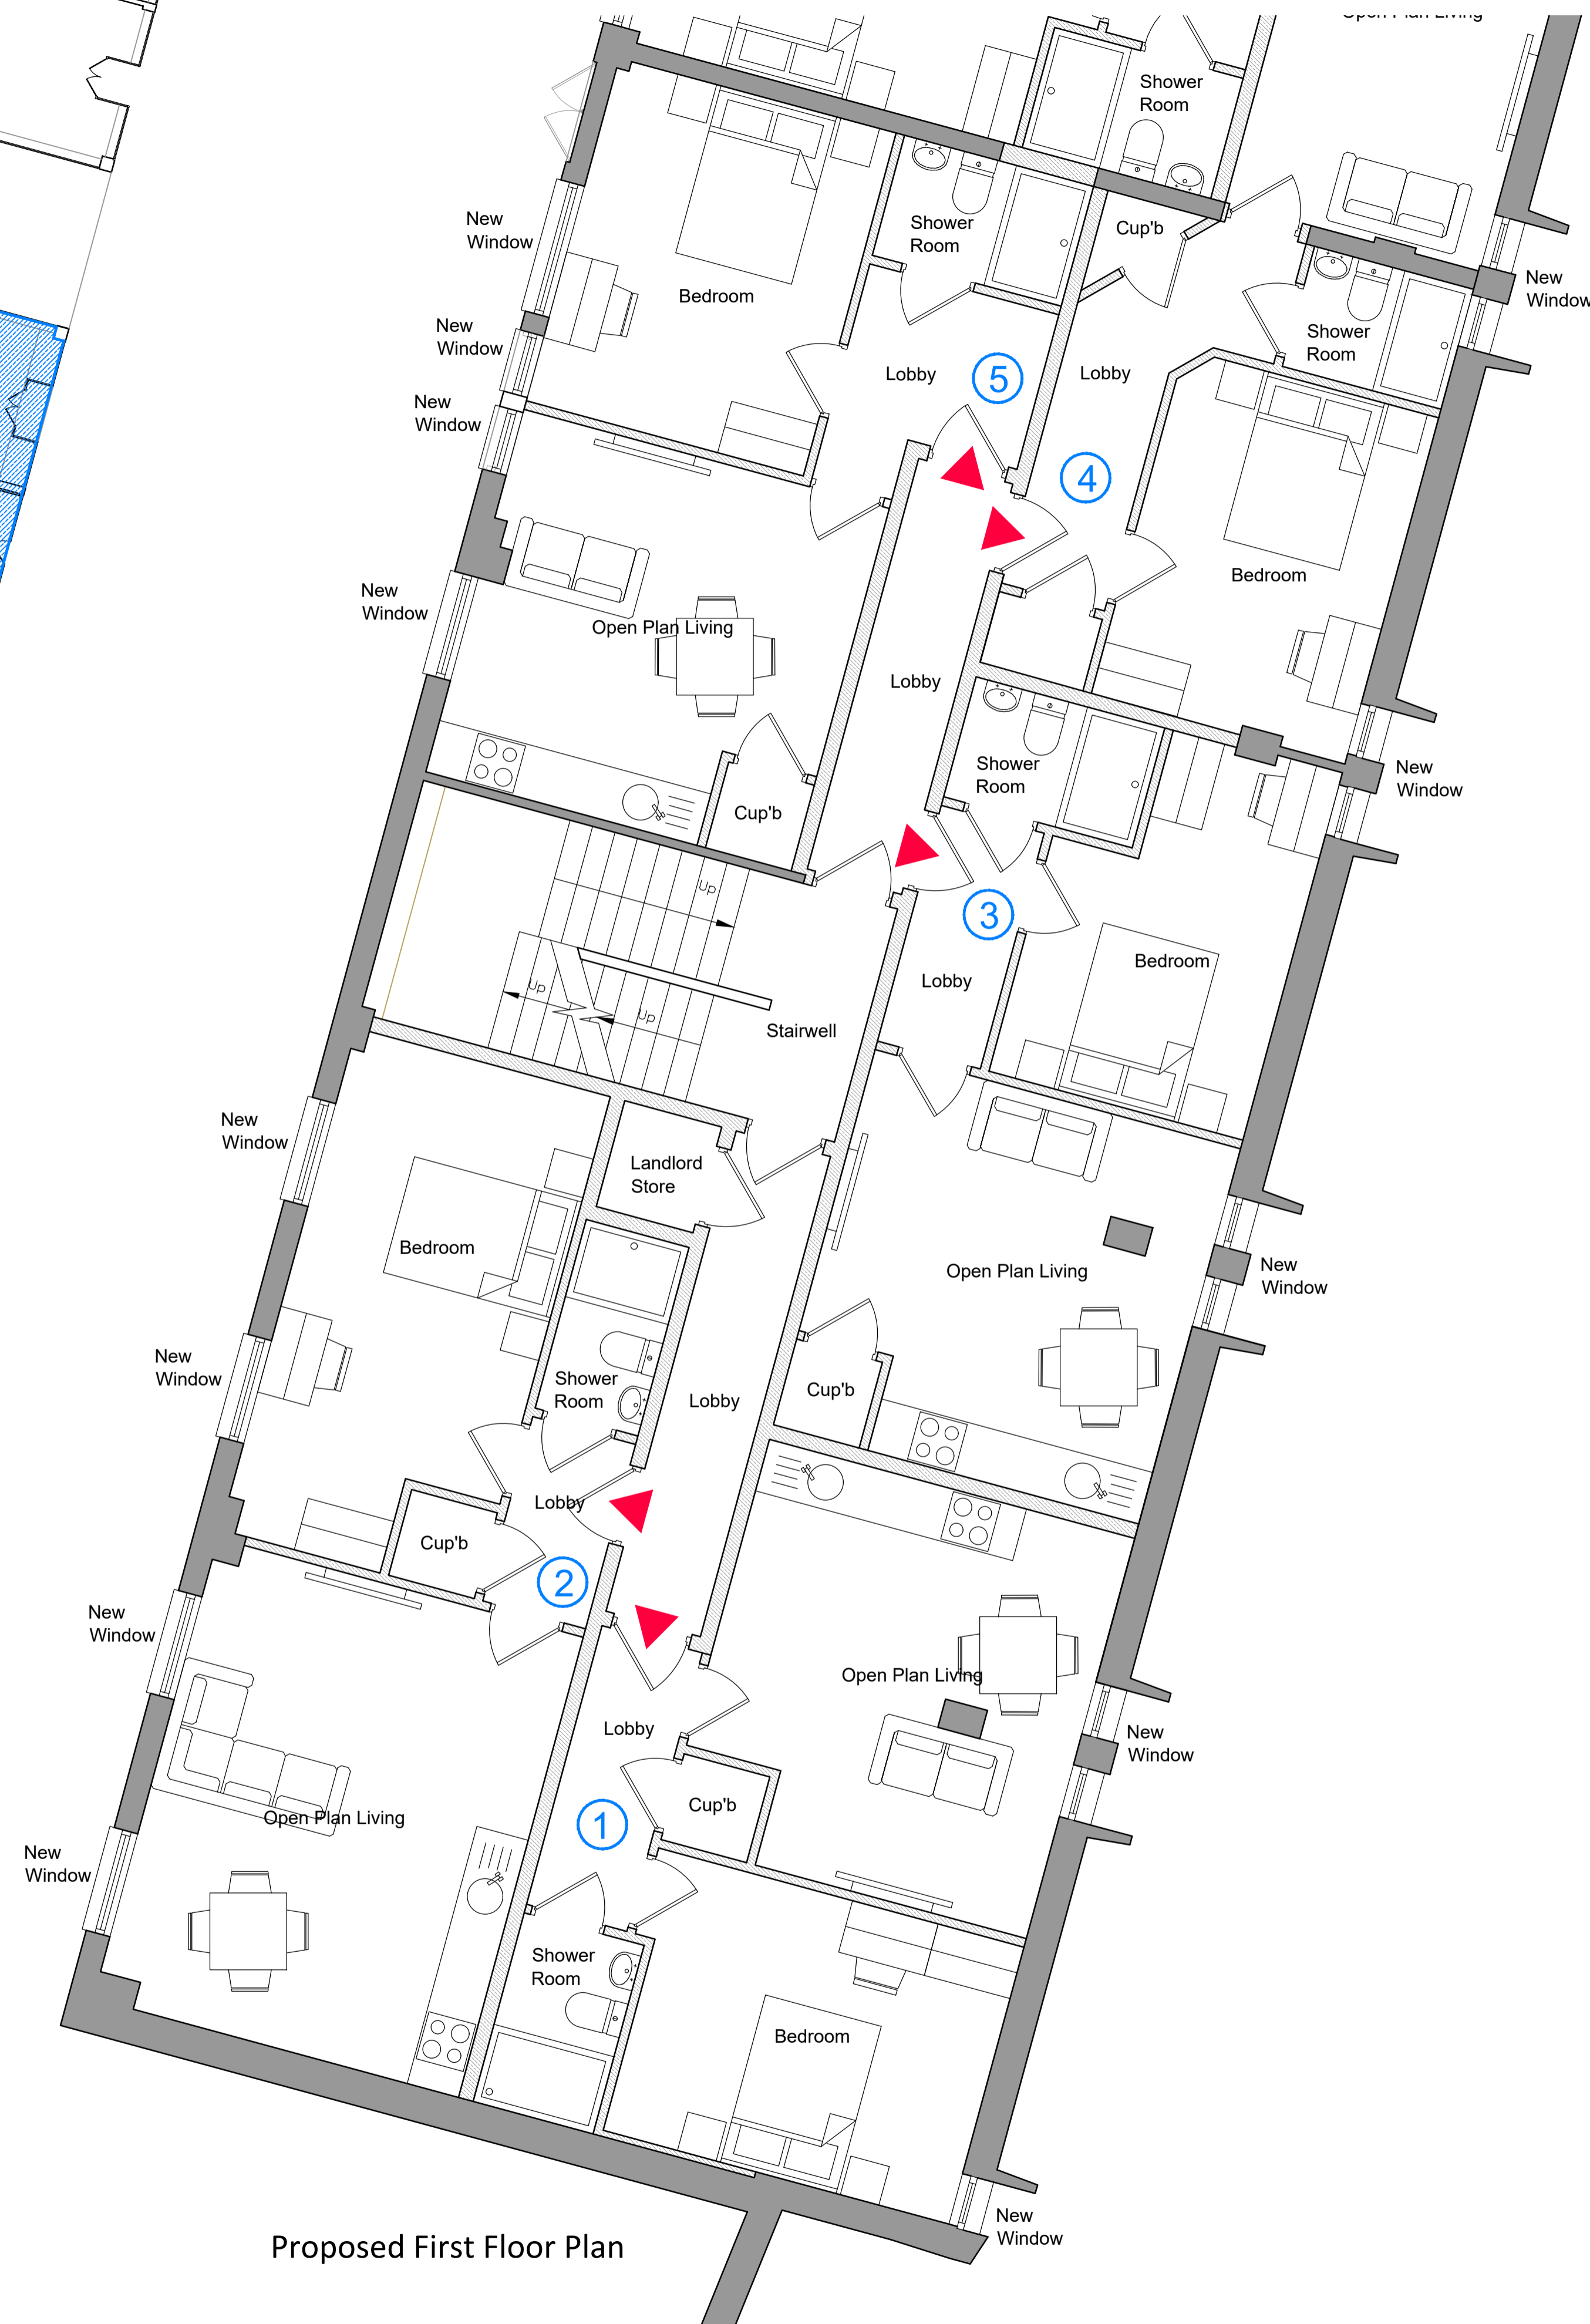 Open Plan Living
Shower
Room
New
Window
Shower
Room
Cup'b
Bedroom
New
Window
New
Window
Shower
Room
Lobby
5
Lobby
New
Window
4
Bedroom
New
Window
Open Plan Living
Lobby
Shower
Room
New
Window
Cup'b
Up
3
Bedroom
Lobby
Up
Up
Stairwell
New
Window
Landlord
Store
Bedroom
Open Plan Living
New
Window
New
Window
Shower
Room
Cup'b
Lobby
Lobby
Cup'b
2
New
Window
Open Plan Living
Lobby
New
Window
Cup'b
Open Plan Living
1
New
Window
Shower
Room
Bedroom
New
Window
Proposed First Floor Plan